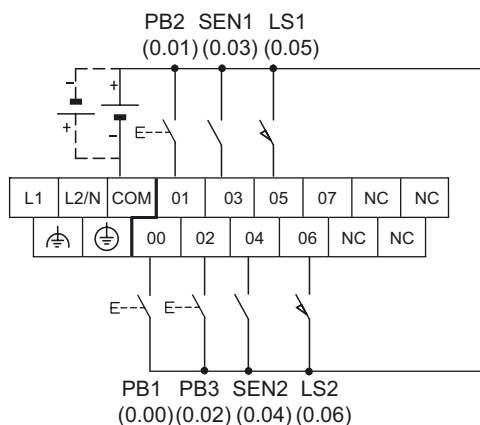 PB2 SEN1 LS1
(0.01) (0.03) (0.05)
- +
+ -
E
L1 L2/N COM 01 03 05 07 NC NC
00 02 04 06 NC NC
E E
PB1 PB3 SEN2 LS2
(0.00) (0.02) (0.04) (0.06)